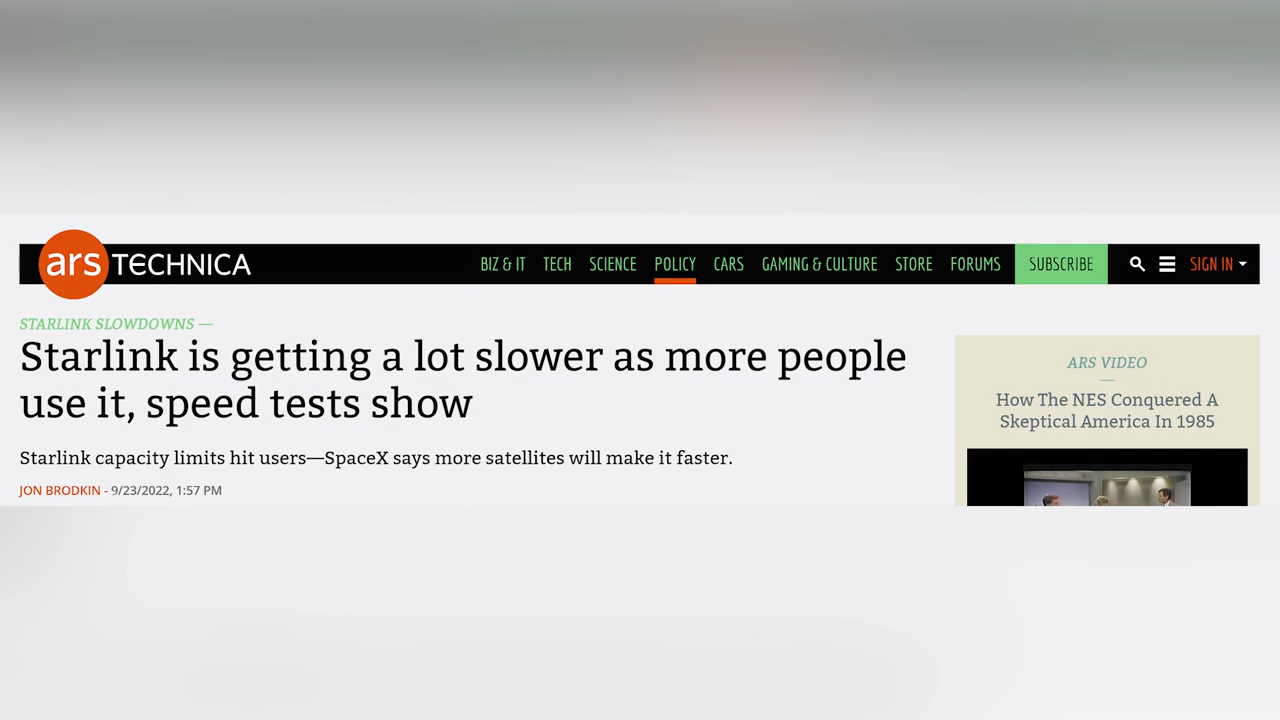 ars TECHNICA
BIZ & IT TECH SCIENCE POLICY CARS GAMING & CULTURE STORE FORUMS SUBSCRIBE SIGN IN
STARLINK SLOWDOWNS —
Starlink is getting a lot slower as more people
use it, speed tests show
Starlink capacity limits hit users—SpaceX says more satellites will make it faster.
JON BRODKIN - 9/23/2022, 1:57 PM
ARS VIDEO
How The NES Conquered A
Skeptical America In 1985